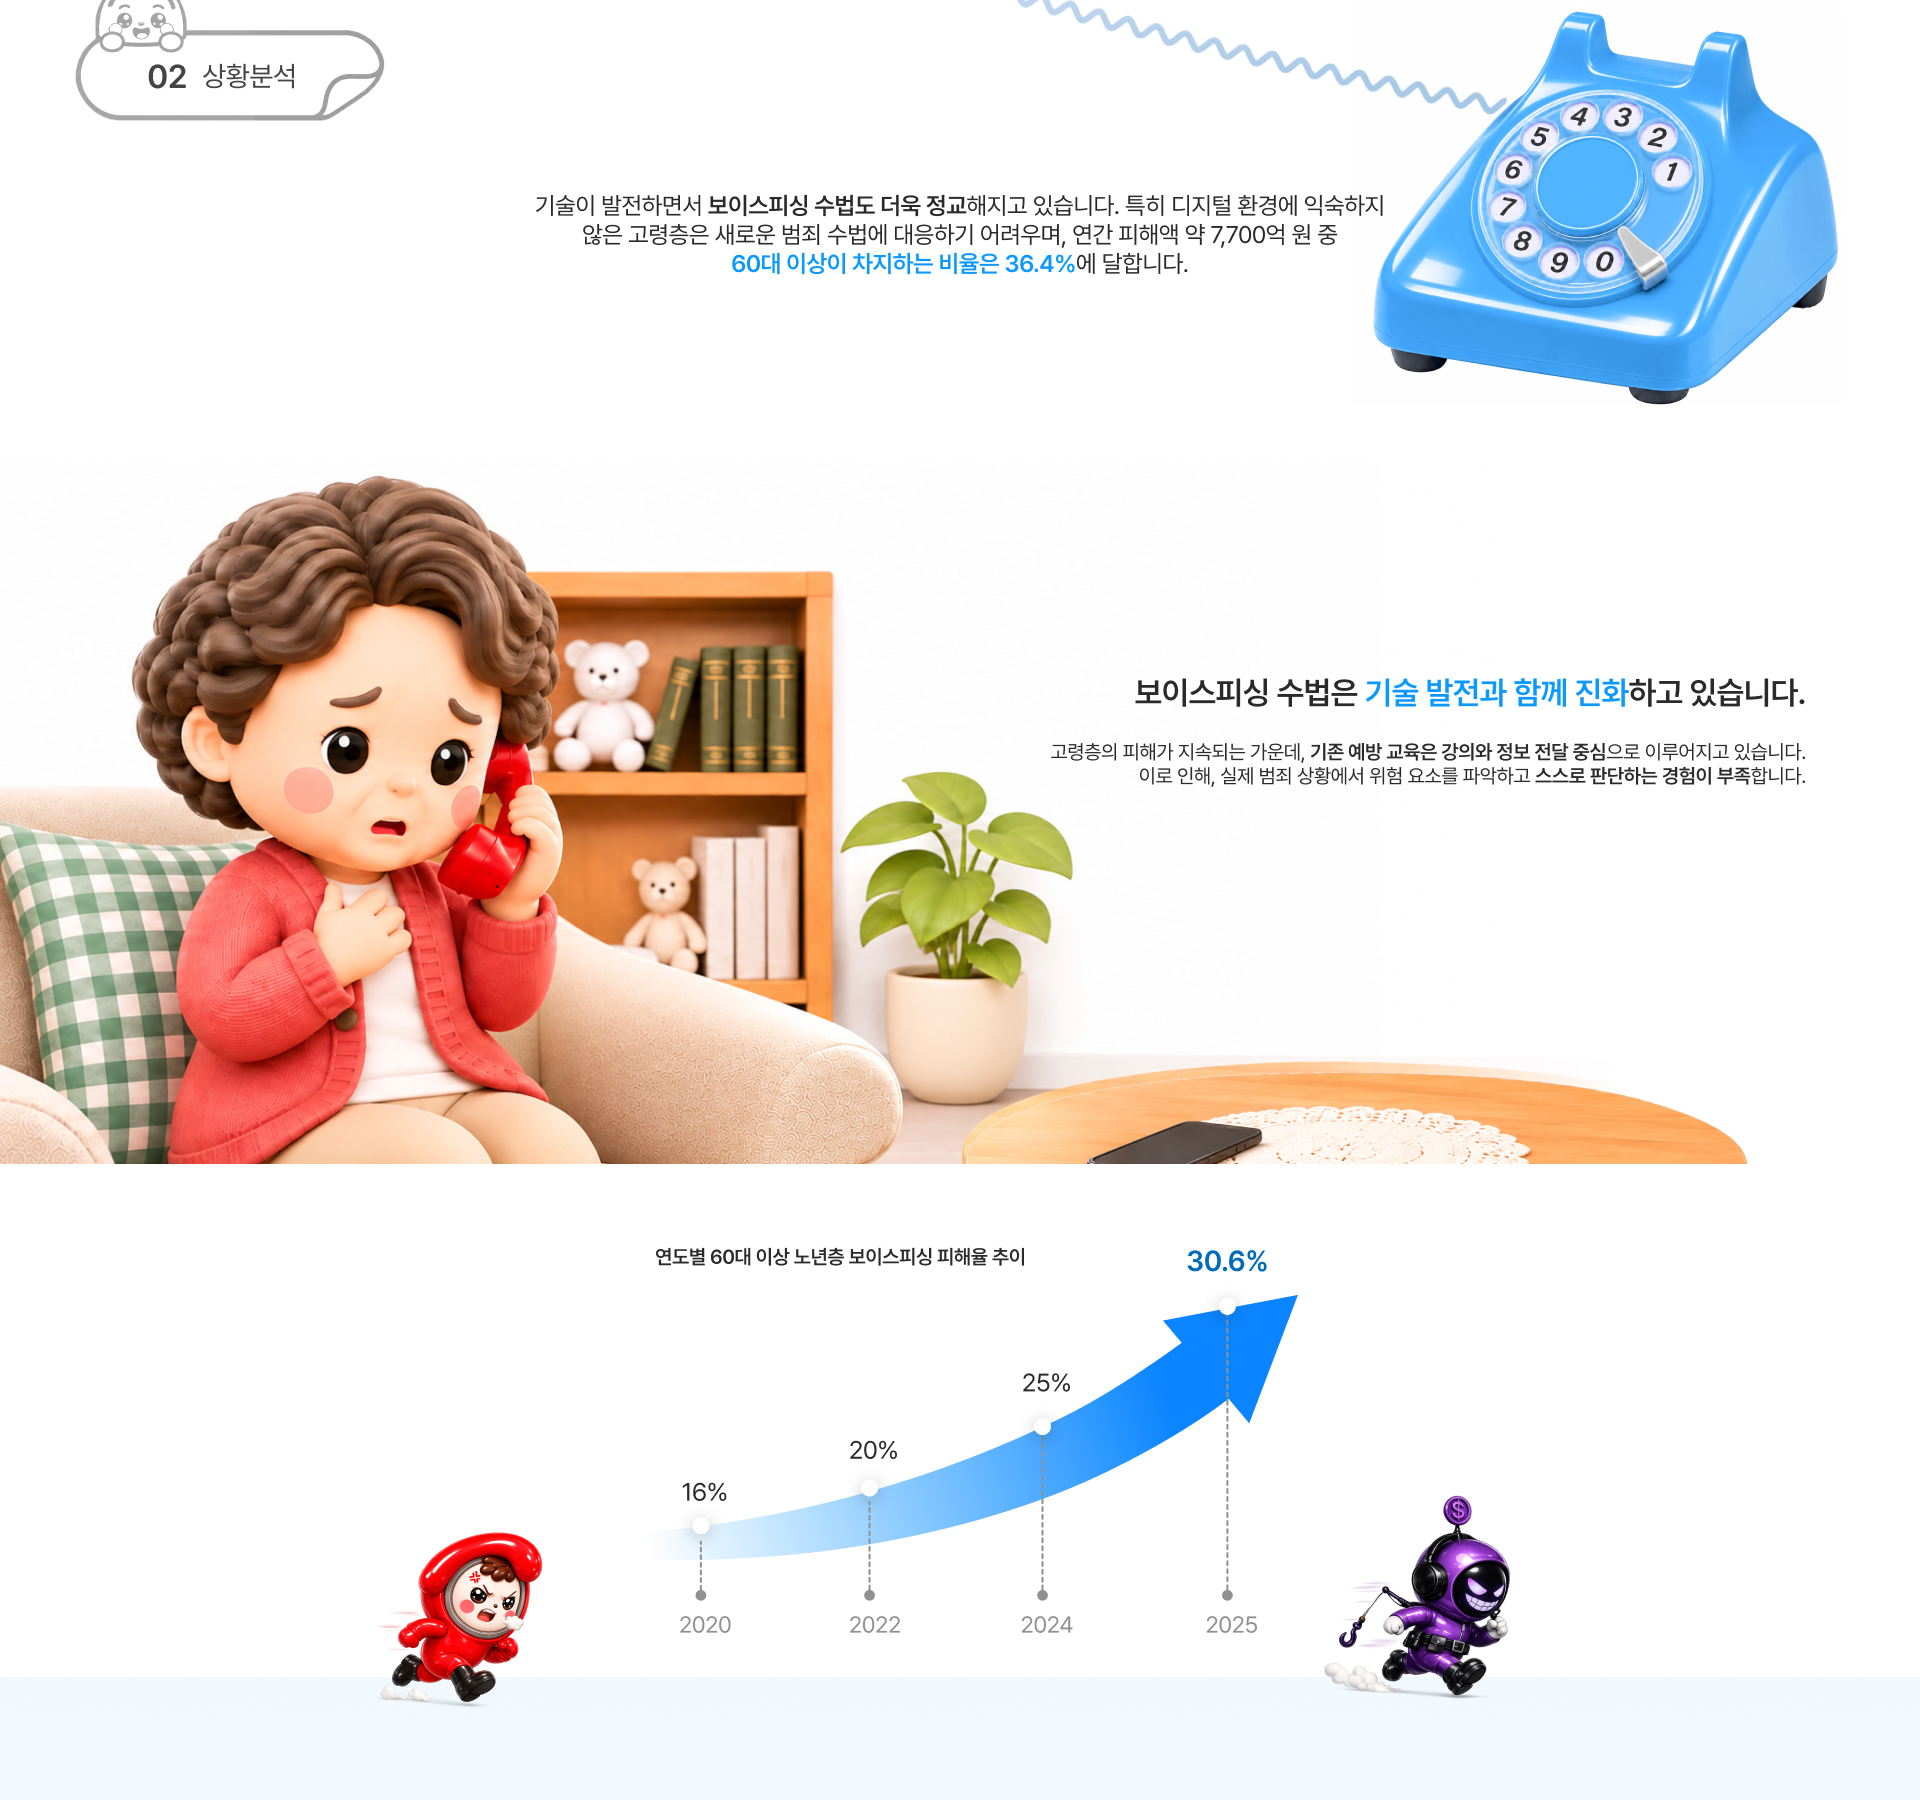 02 상황분석
4 3
5 2
6 1
7
8
9 0
기술이 발전하면서 보이스피싱 수법도 더욱 정교해지고 있습니다. 특히 디지털 환경에 익숙하지
않은 고령층은 새로운 범죄 수법에 대응하기 어려우며, 연간 피해액 약 7,700억 원 중
60대 이상이 차지하는 비율은 36.4%에 달합니다.
보이스피싱 수법은 기술 발전과 함께 진화하고 있습니다.
고령층의 피해가 지속되는 가운데, 기존 예방 교육은 강의와 정보 전달 중심으로 이루어지고 있습니다.
이로 인해, 실제 범죄 상황에서 위험 요소를 파악하고 스스로 판단하는 경험이 부족합니다.
연도별 60대 이상 노년층 보이스피싱 피해율 추이
30.6%
25%
20%
16%
$
2020 2022 2024 2025